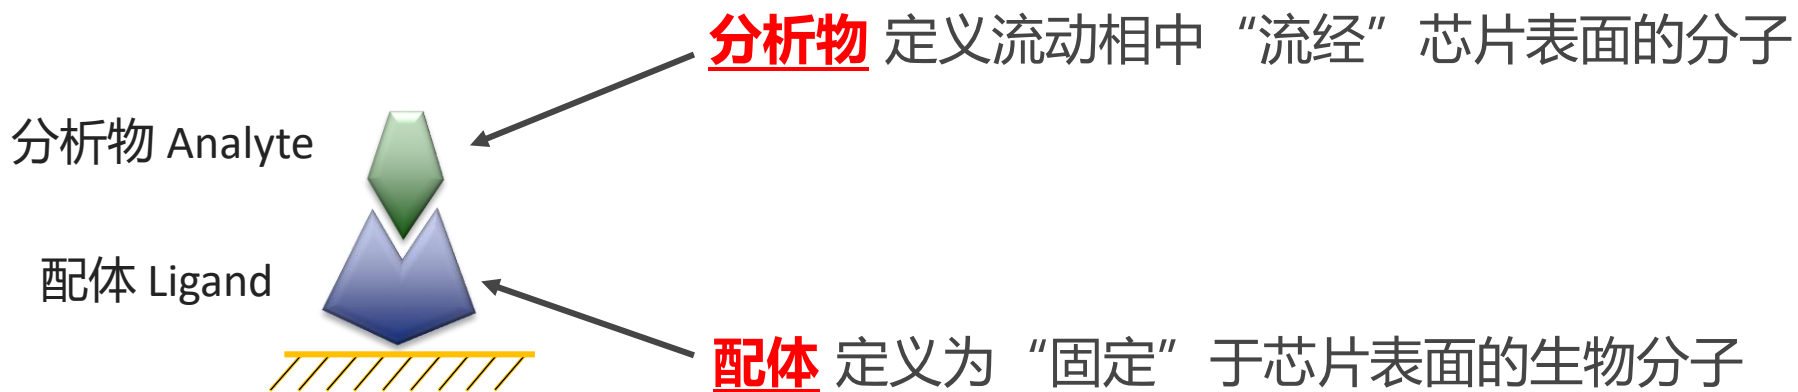 分析物 定义流动相中“流经”芯片表面的分子
分析物 Analyte
配体 Ligand
配体 定义为“固定”于芯片表面的生物分子